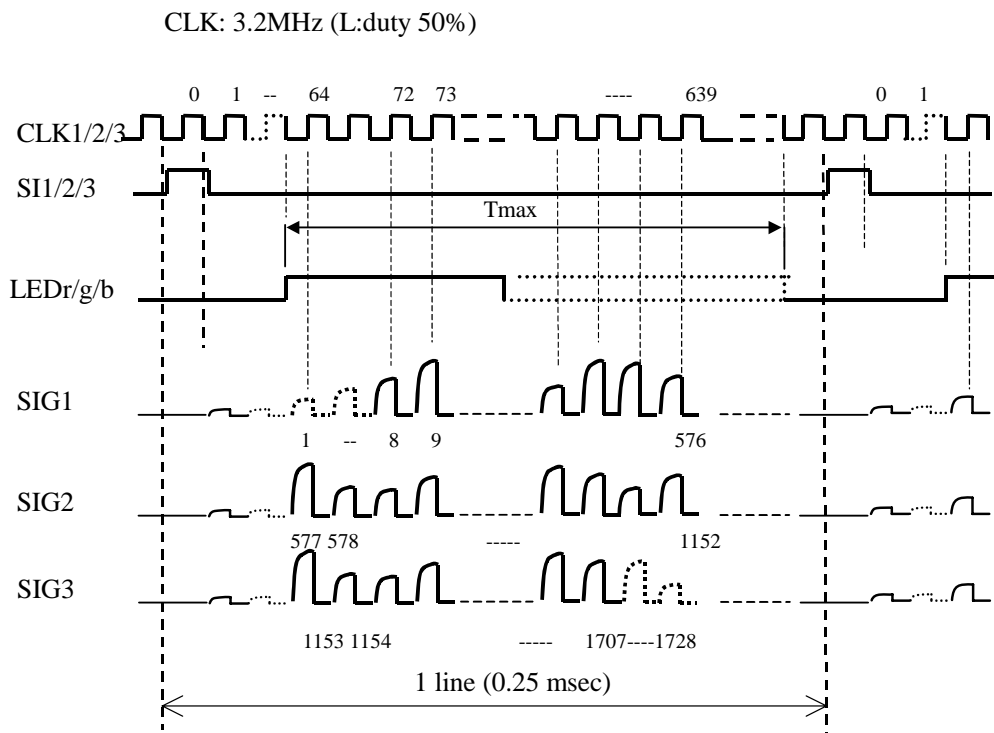 CLK: 3.2MHz (L:duty 50%)
0 1 -- 64 72 73 ---- 639 0 1
CLK1/2/3
SI1/2/3
Tmax
LEDr/g/b
SIG1
1 -- 8 9 576
SIG2
577 578 ----- 1152
SIG3
1153 1154 ----- 1707----1728
1 line (0.25 msec)